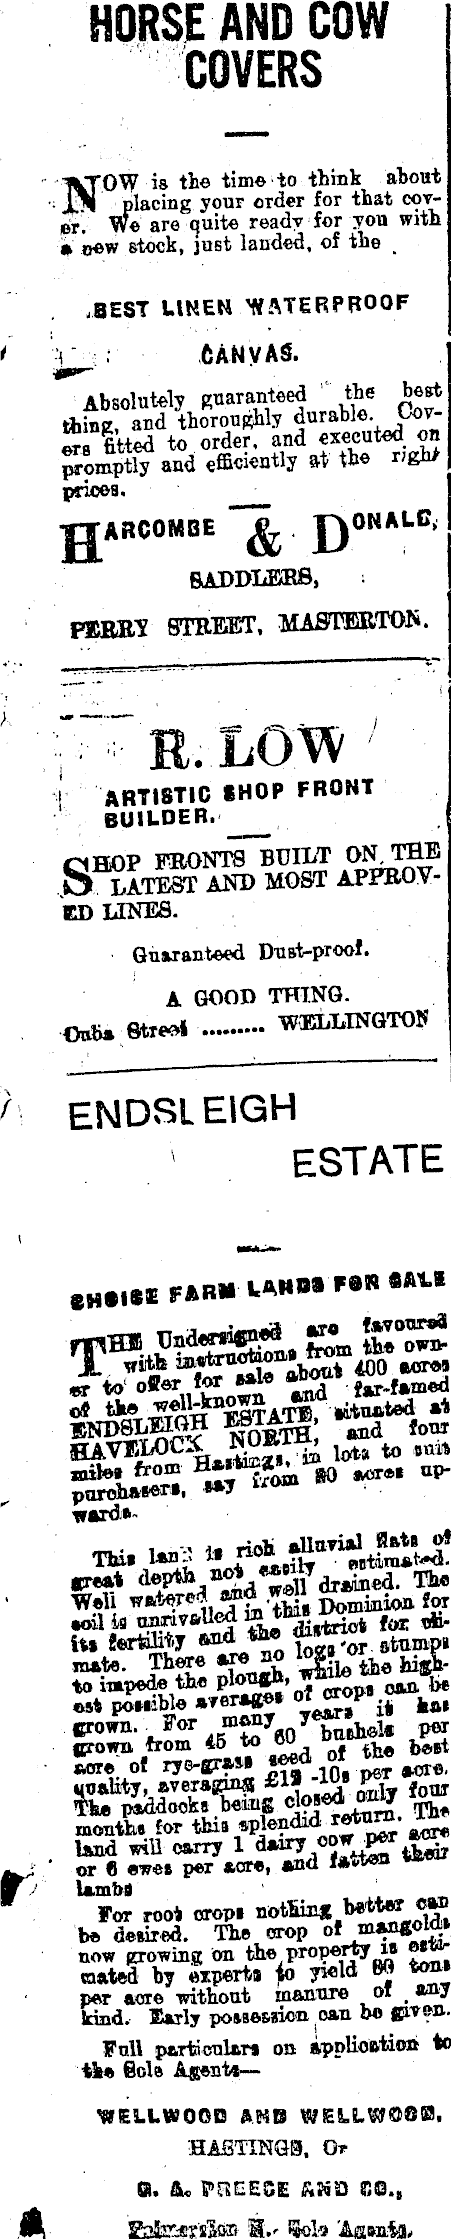 HORSE AND COW
COVERS
NOW is the time to think about
placing your order for that cov-
er. We are quite ready for you with
a new stock, just landed, of the
BEST LINEN WATERPROOF
CANVAS.
Absolutely guaranteed the best
thing, and thoroughly durable. Cov-
ers fitted to order, and executed on
promptly and efficiently at the right
prices.
HARCOMBE & DONALD,
SADDLERS,
PERRY STREET, MASTERTON.
R. LOW
ARTISTIC SHOP FRONT
BUILDER.
SHOP FRONTS BUILT ON THE
LATEST AND MOST APPROV-
ED LINES.
Guaranteed Dust-proof.
A GOOD THING.
Cuba Street ......... WELLINGTON
ENDSLEIGH
ESTATE
CHOICE FARM LANDS FOR SALE
THE Undersigned are favoured
with instructions from the own-
er to offer for sale about 400 acres
of the well-known and far-famed
ENDSLEIGH ESTATE, situated at
HAVELOCK NORTH, and four
miles from Hastings, in lots to suit
purchasers, say from acres up-
wards.
This land is rich alluvial flats of
great depth not easily estimated.
Well watered and well drained. The
soil is unrivalled in this Dominion for
its fertility and the district for cli-
mate. There are no logs or stumps
to impede the plough, while the high-
est possible averages of crops can be
grown. For many years it has
grown from 45 to 60 bushels per
acre of rye-grass seed of the best
quality, averaging -10s per acre.
The paddocks being closed only four
months for this splendid return. The
land will carry 1 dairy cow per acre
or 6 ewes per acre, and fatten their
lambs
For root crops nothing better can
be desired. The crop of mangolds
now growing on the property is esti-
mated by experts to yield tons
per acre without manure of any
kind. Early possession can be given.
Full particulars on application to
the Sole Agents—
WELLWOOD AND WELLWOOD,
HASTINGS, Or
G. A. PREECE AND CO.,
Palmerston N., Sole Agents.